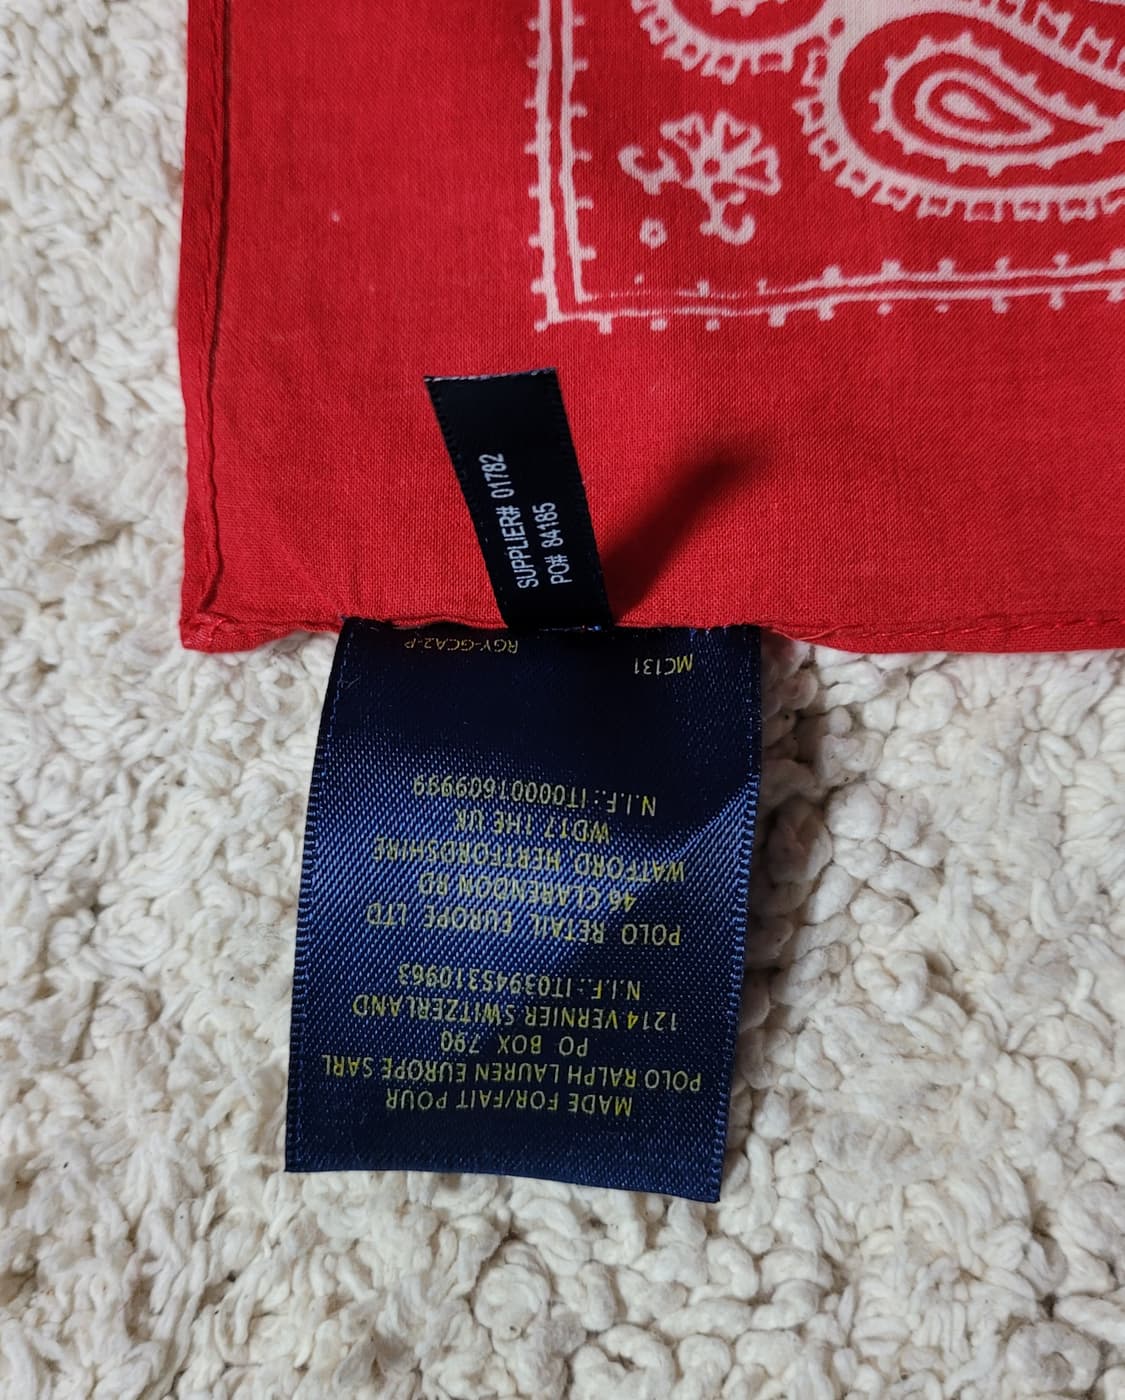 SUPPLIER# 01782
PO# 84185
MADE FOR/FAIT POUR
POLO RALPH LAUREN EUROPE SARL
PO BOX 790
1214 VERNIER SWITZERLAND
N.I.F.: IT03945310963
POLO RETAIL EUROPE LTD
46 CLARENDON RD
WATFORD HERTFORDSHIRE
WD17 1HE UK
N.I.F.: IT00001609999
MC131 RGY-GCA2-P